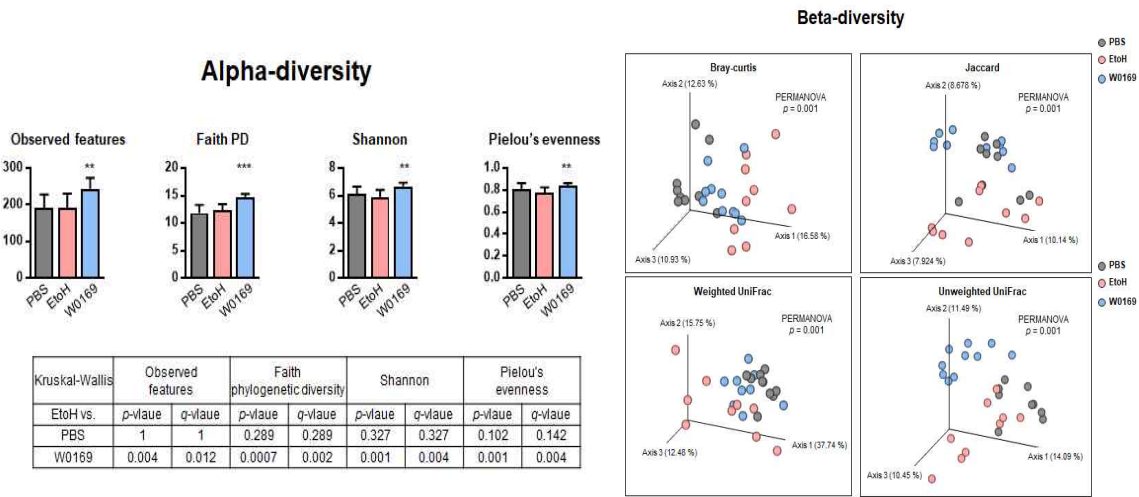 Alpha-diversity
Observed features
300
200
100
0
**
PBS
EtoH
W0169
Faith PD
20
15
10
5
0
***
PBS
EtoH
W0169
Shannon
8
6
4
2
0
**
PBS
EtoH
W0169
Pielou's evenness
1.0
0.8
0.6
0.4
0.2
0.0
**
PBS
EtoH
W0169
Kruskal-Wallis Observed features Faith phylogenetic diversity Shannon Pielou's evenness
EtoH vs. p-vlaue q-vlaue p-vlaue q-vlaue p-vlaue q-vlaue p-vlaue q-vlaue
PBS 1 1 0.289 0.289 0.327 0.327 0.102 0.142
W0169 0.004 0.012 0.0007 0.002 0.001 0.004 0.001 0.004
Beta-diversity
PBS
EtoH
W0169
Bray-curtis
Axis 2 (12.63 %)
PERMANOVA
p = 0.001
Axis 1 (16.58 %)
Axis 3 (10.93 %)
Jaccard
Axis 2 (8.678 %)
PERMANOVA
p = 0.001
Axis 1 (10.14 %)
Axis 3 (7.924 %)
PBS
EtoH
W0169
Weighted UniFrac
Axis 2 (15.75 %)
PERMANOVA
p = 0.001
Axis 1 (37.74 %)
Axis 3 (12.48 %)
Unweighted UniFrac
Axis 2 (11.49 %)
PERMANOVA
p = 0.001
Axis 1 (14.09 %)
Axis 3 (10.45 %)